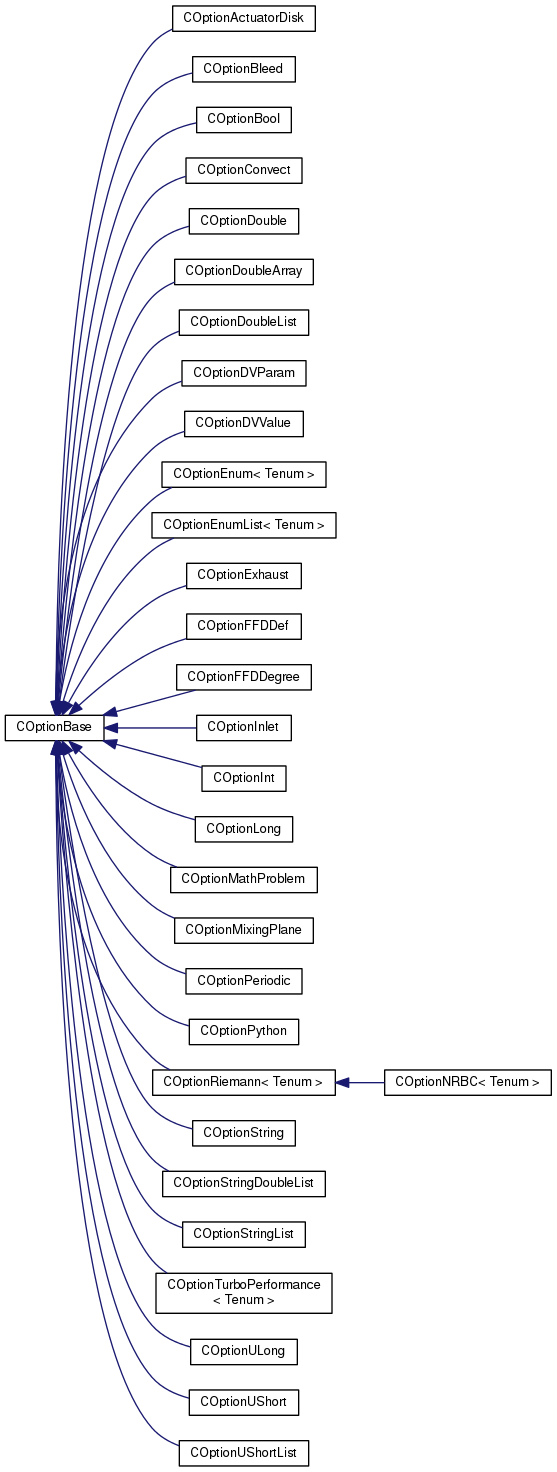 COptionActuatorDisk
COptionBleed
COptionBool
COptionConvect
COptionDouble
COptionDoubleArray
COptionDoubleList
COptionDVParam
COptionDVValue
COptionEnum< Tenum >
COptionEnumList< Tenum >
COptionExhaust
COptionFFDDef
COptionFFDDegree
COptionBase
COptionInlet
COptionInt
COptionLong
COptionMathProblem
COptionMixingPlane
COptionPeriodic
COptionPython
COptionRiemann< Tenum >
COptionNRBC< Tenum >
COptionString
COptionStringDoubleList
COptionStringList
COptionTurboPerformance
< Tenum >
COptionULong
COptionUShort
COptionUShortList